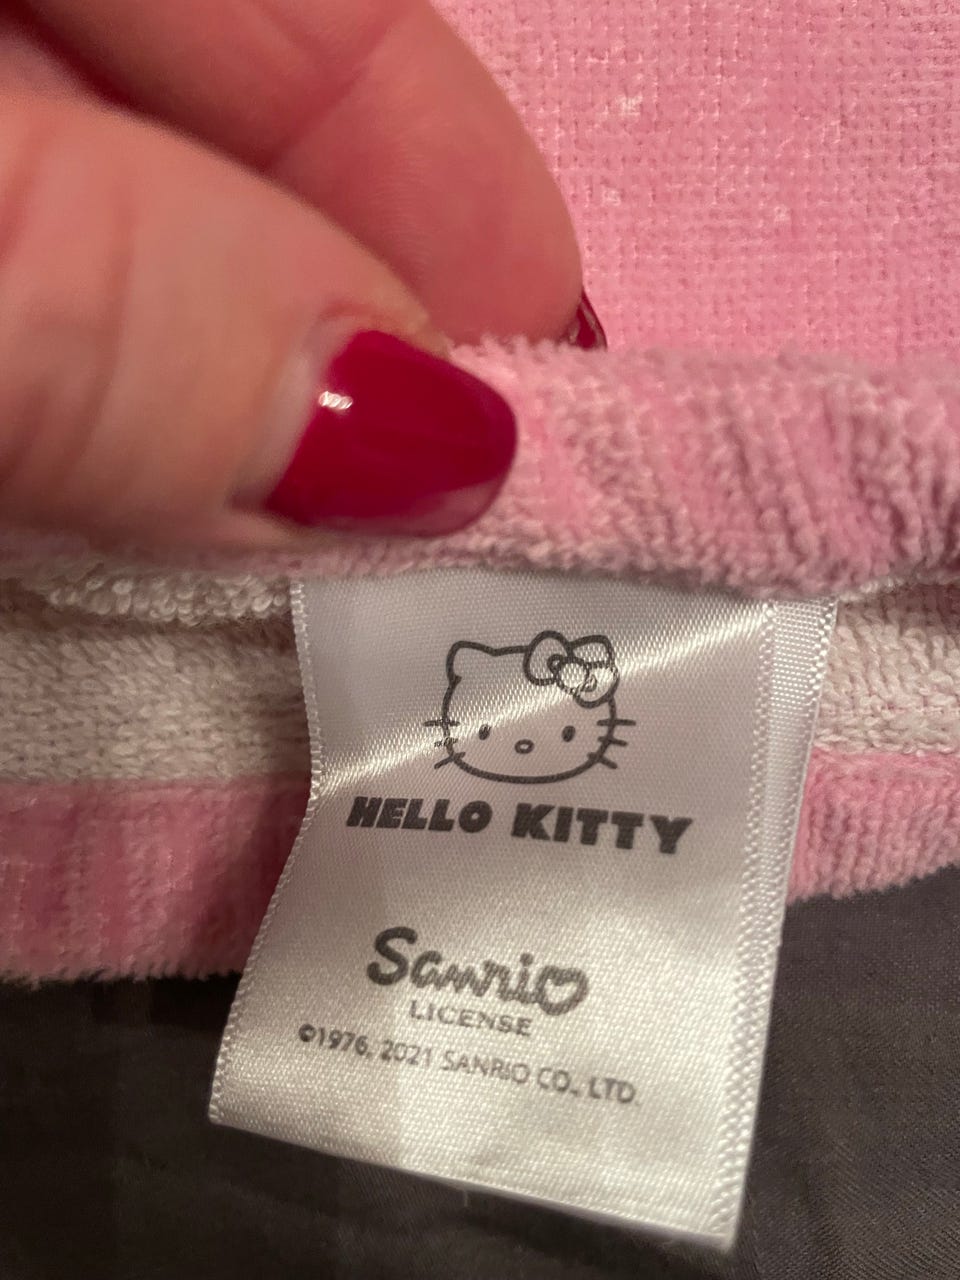 HELLO KITTY
Sanrio
LICENSE
©1976, 2021 SANRIO CO., LTD.